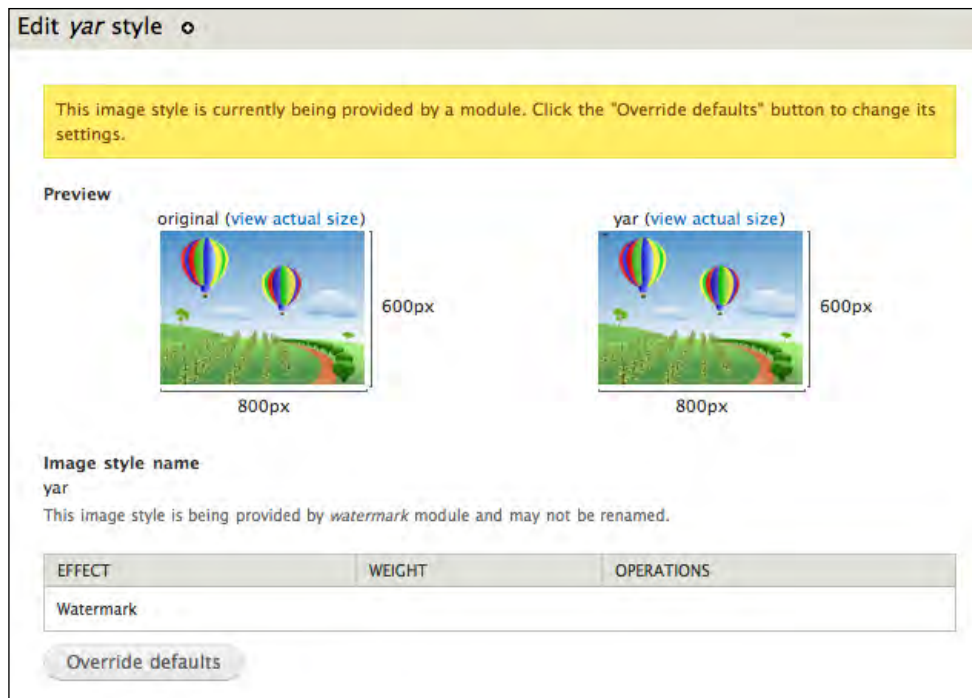 Edit yar style
This image style is currently being provided by a module. Click the "Override defaults" button to change its
settings.
Preview
original (view actual size)
yar (view actual size)
600px
600px
800px
800px
Image style name
yar
This image style is being provided by watermark module and may not be renamed.
EFFECT WEIGHT OPERATIONS
Watermark
Override defaults